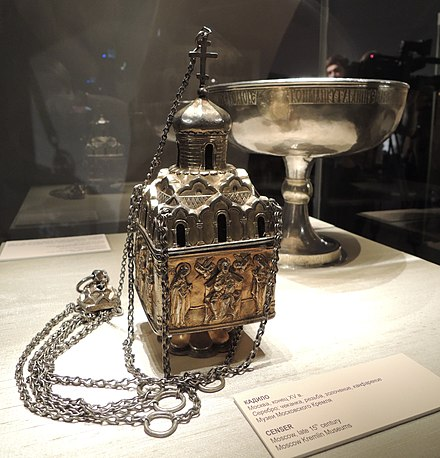 КАДИЛО
Москва, конец XV в.
Серебро; чеканка, резьба, золочение, канфарение
Музеи Московского Кремля
CENSER
Moscow, late 15th century
Moscow Kremlin Museums